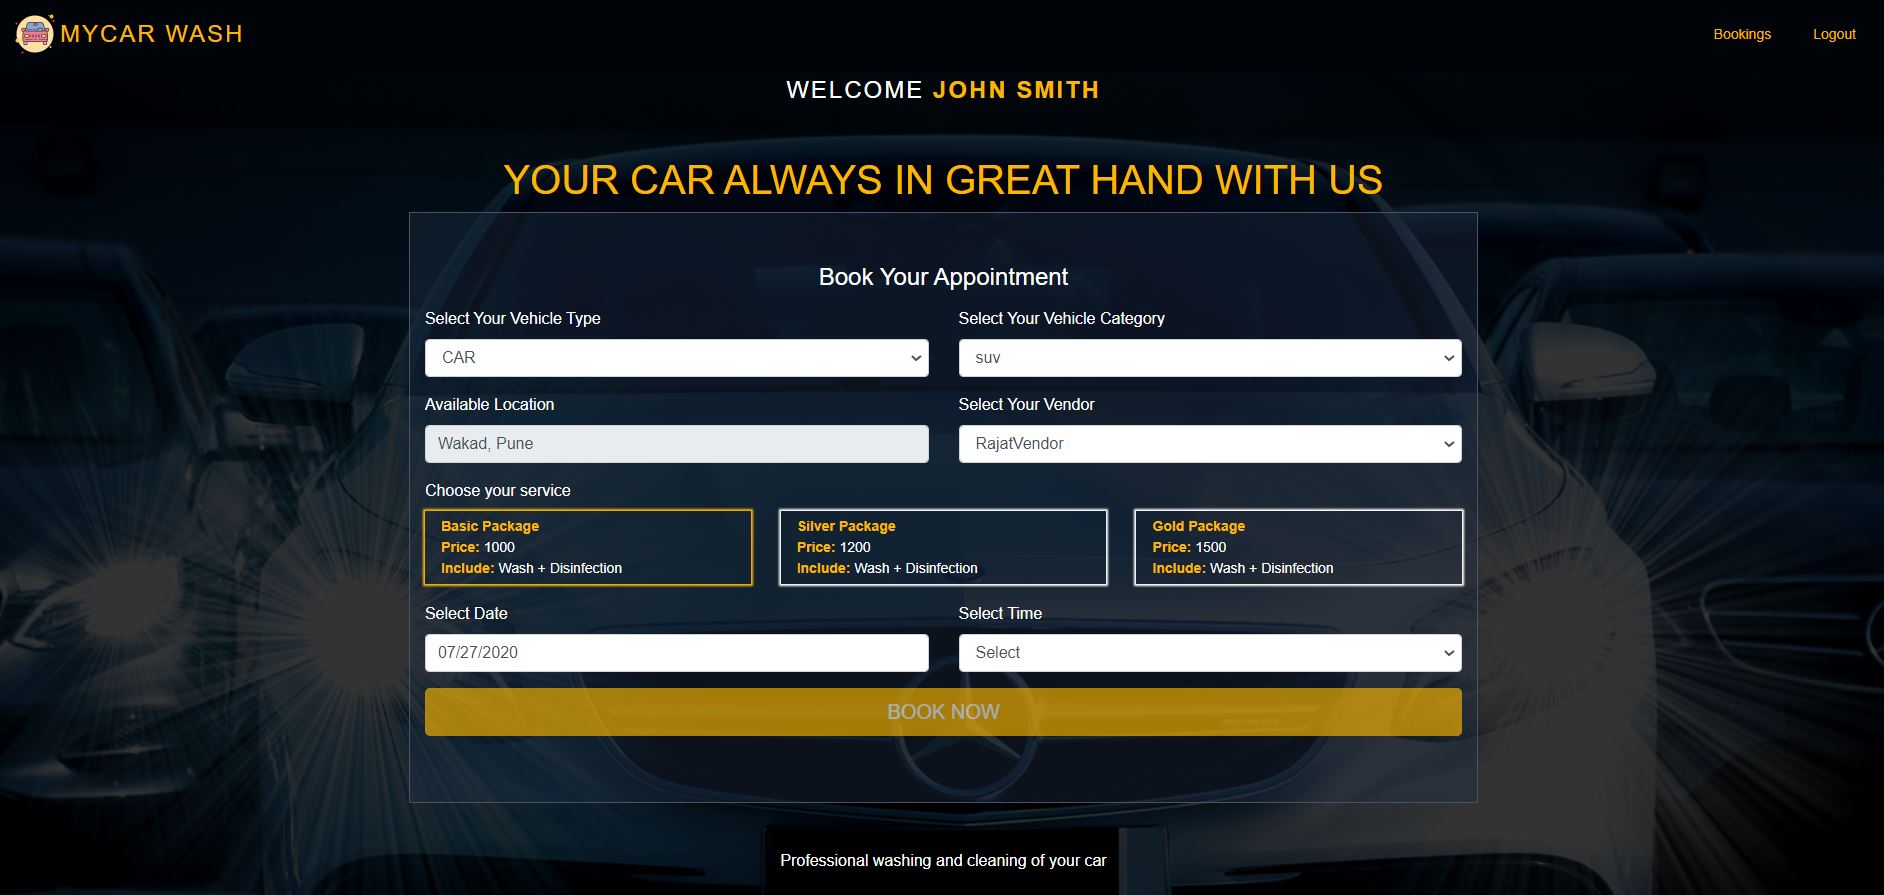 MYCAR WASH
Bookings
Logout
WELCOME JOHN SMITH
YOUR CAR ALWAYS IN GREAT HAND WITH US
Book Your Appointment
Select Your Vehicle Type
Select Your Vehicle Category
CAR
suv
Available Location
Select Your Vendor
Wakad, Pune
RajatVendor
Choose your service
Basic Package
Price: 1000
Include: Wash + Disinfection
Silver Package
Price: 1200
Include: Wash + Disinfection
Gold Package
Price: 1500
Include: Wash + Disinfection
Select Date
Select Time
07/27/2020
Select
BOOK NOW
Professional washing and cleaning of your car